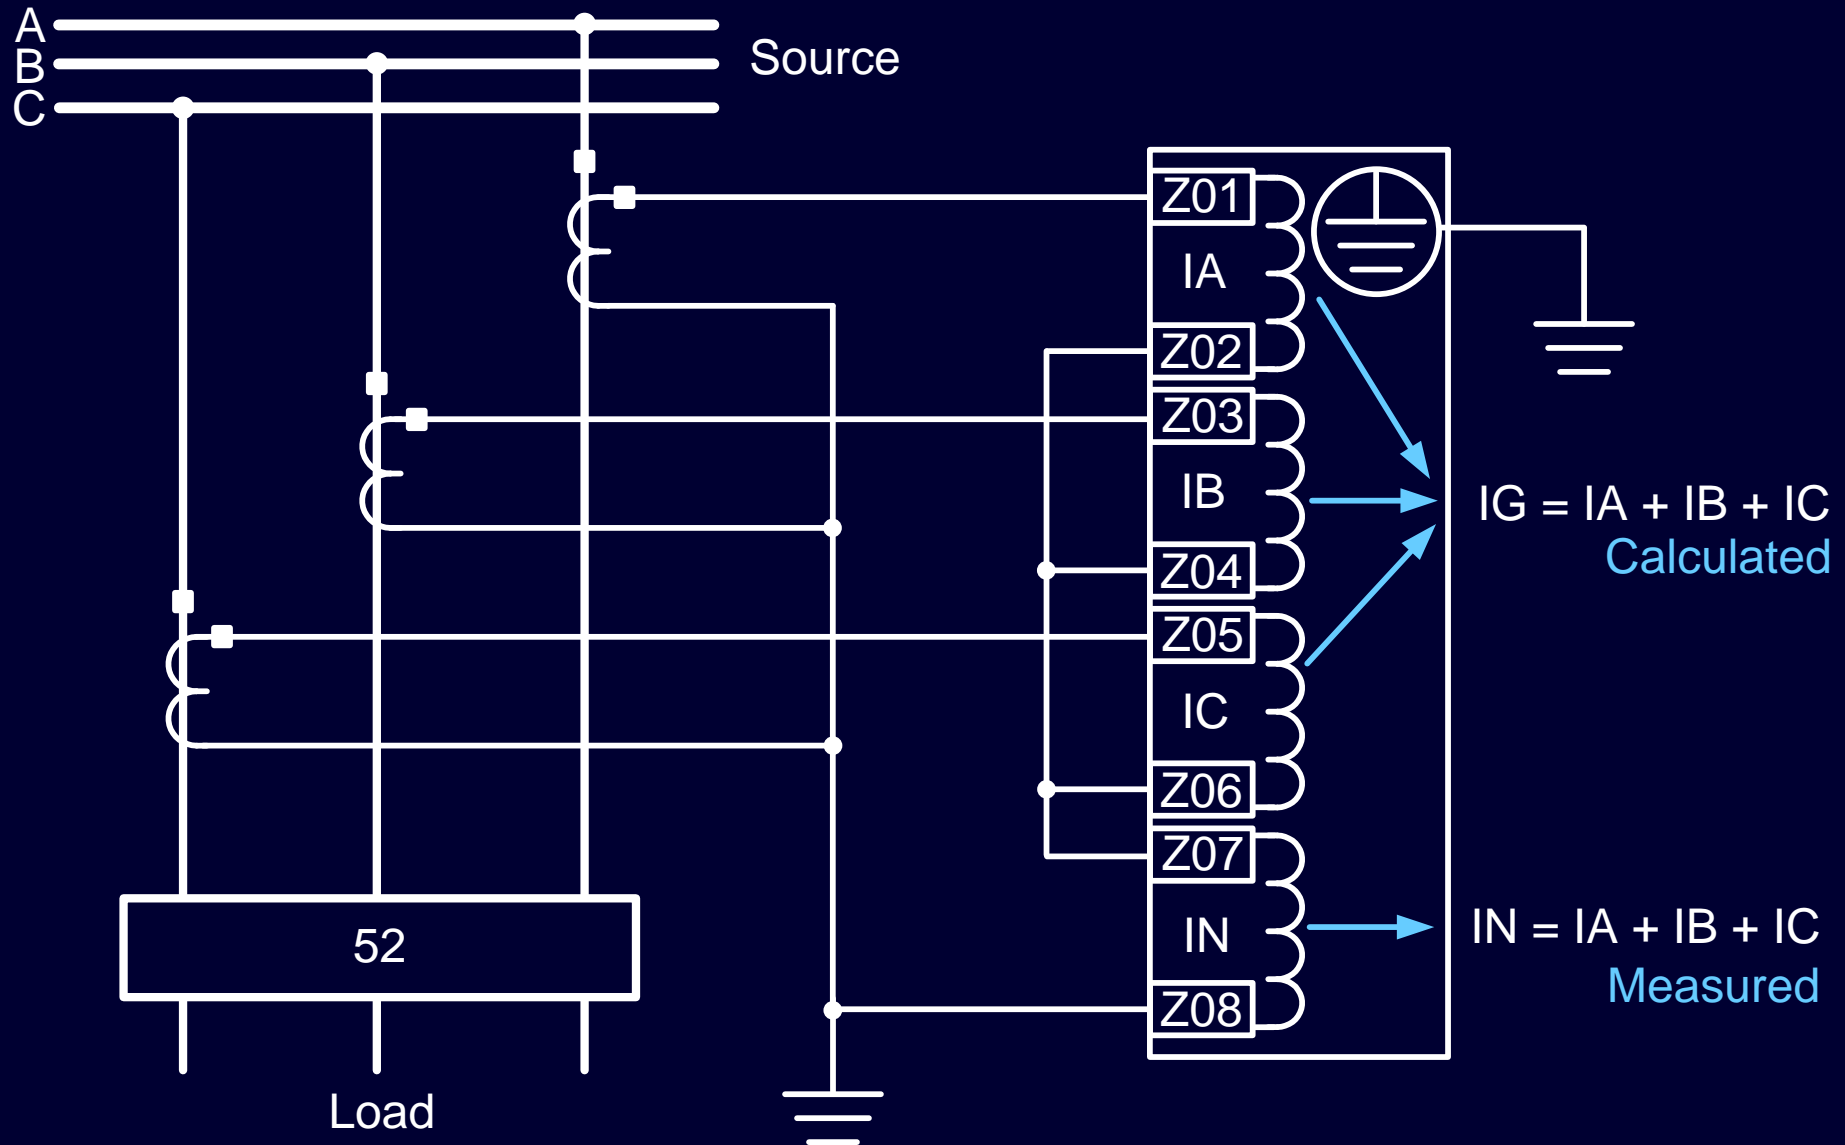 A
B
C
Source
Z01
IA
Z02
Z03
IB
Z04
IG = IA + IB + IC
Calculated
Z05
IC
Z06
Z07
IN
Z08
IN = IA + IB + IC
Measured
52
Load